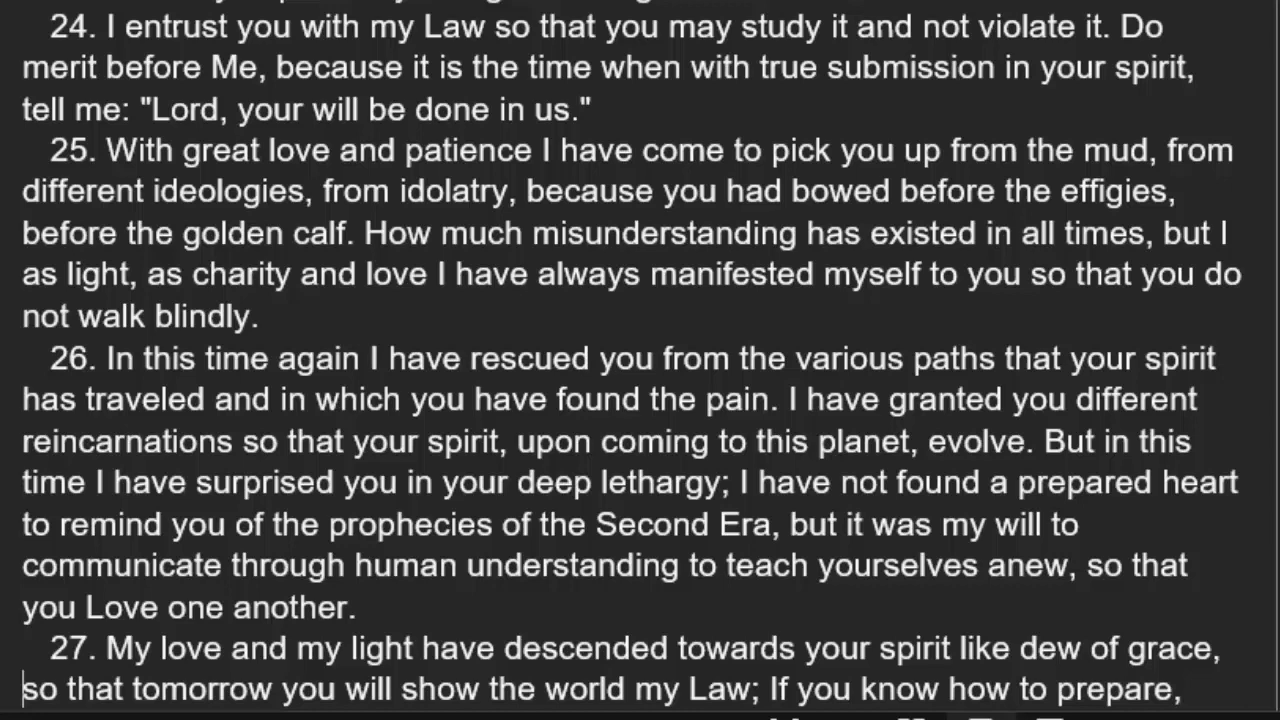 24. I entrust you with my Law so that you may study it and not violate it. Do
merit before Me, because it is the time when with true submission in your spirit,
tell me: "Lord, your will be done in us."
25. With great love and patience I have come to pick you up from the mud, from
different ideologies, from idolatry, because you had bowed before the effigies,
before the golden calf. How much misunderstanding has existed in all times, but I
as light, as charity and love I have always manifested myself to you so that you do
not walk blindly.
26. In this time again I have rescued you from the various paths that your spirit
has traveled and in which you have found the pain. I have granted you different
reincarnations so that your spirit, upon coming to this planet, evolve. But in this
time I have surprised you in your deep lethargy; I have not found a prepared heart
to remind you of the prophecies of the Second Era, but it was my will to
communicate through human understanding to teach yourselves anew, so that
you Love one another.
27. My love and my light have descended towards your spirit like dew of grace,
so that tomorrow you will show the world my Law; If you know how to prepare,